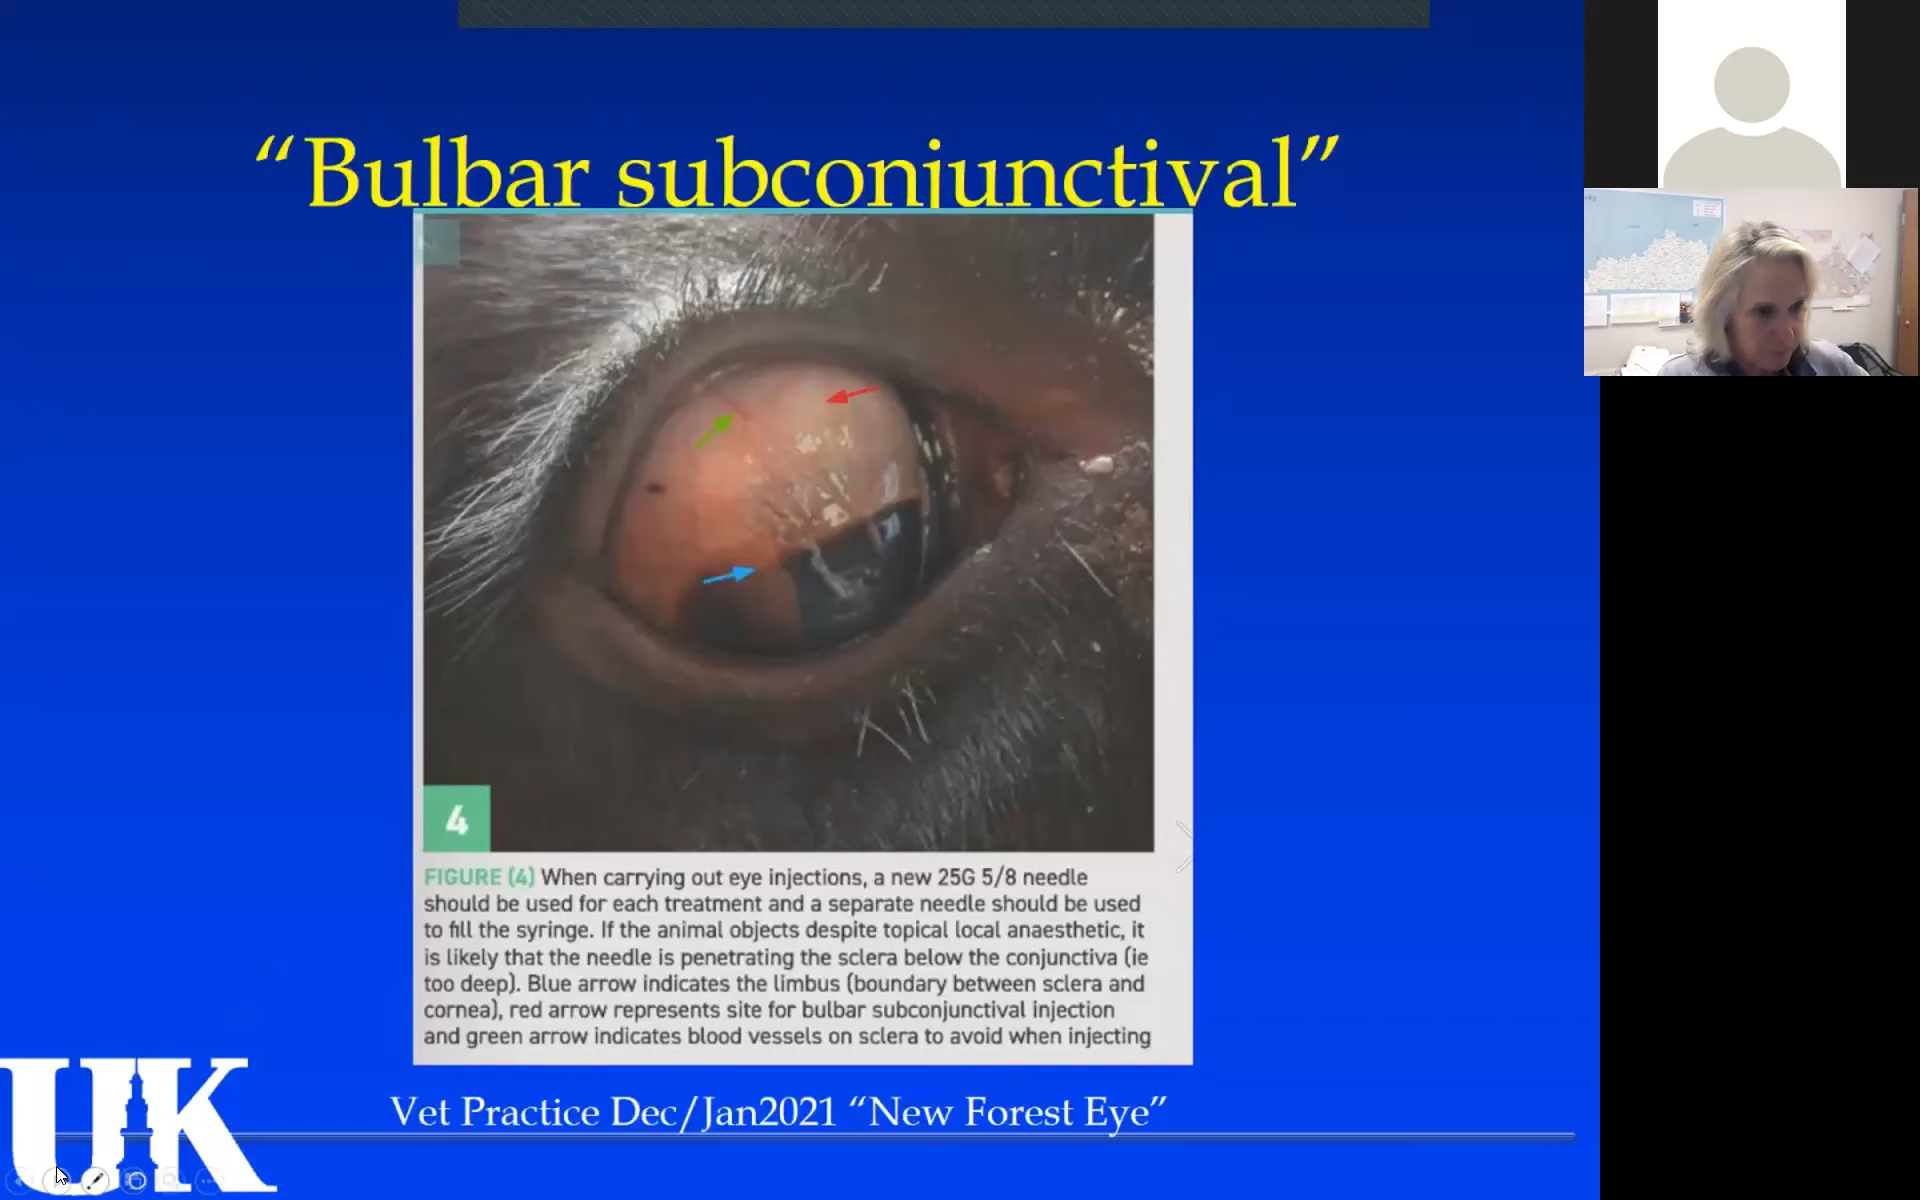 “Bulbar subconjunctival”
4
FIGURE (4) When carrying out eye injections, a new 25G 5/8 needle
should be used for each treatment and a separate needle should be used
to fill the syringe. If the animal objects despite topical local anaesthetic, it
is likely that the needle is penetrating the sclera below the conjunctiva (ie
too deep). Blue arrow indicates the limbus (boundary between sclera and
cornea), red arrow represents site for bulbar subconjunctival injection
and green arrow indicates blood vessels on sclera to avoid when injecting
Vet Practice Dec/Jan2021 “New Forest Eye”
UK